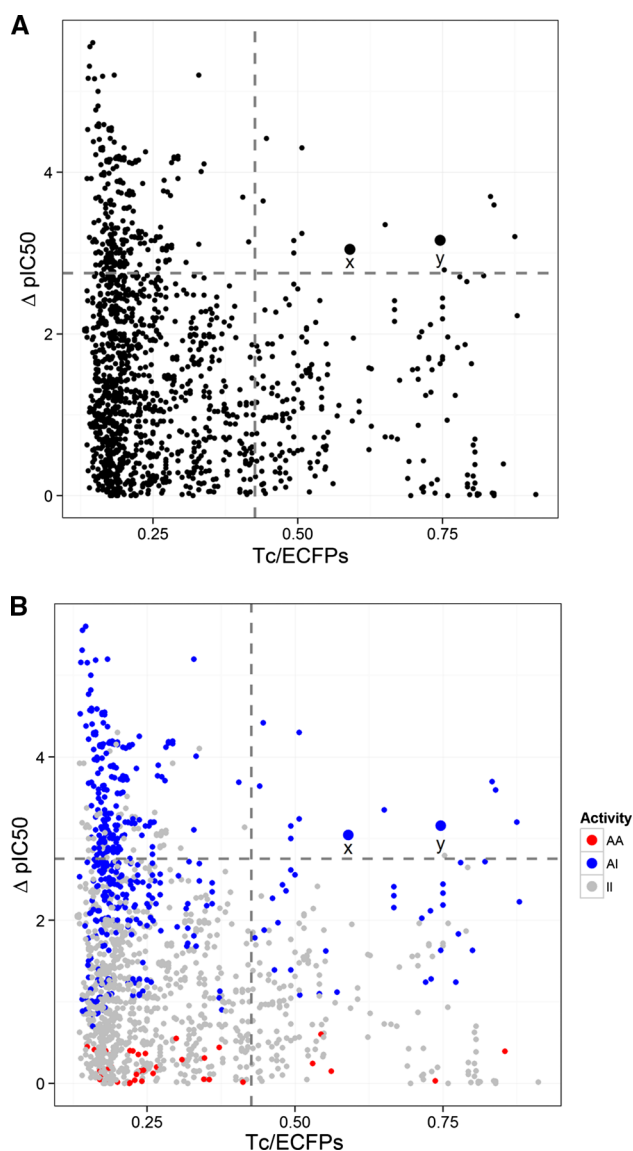 A
Δ pIC50
4
2
0
x
y
0.25
0.50
0.75
Tc/ECFPs
B
Δ pIC50
4
2
0
x
y
0.25
0.50
0.75
Tc/ECFPs
Activity
AA
AI
II